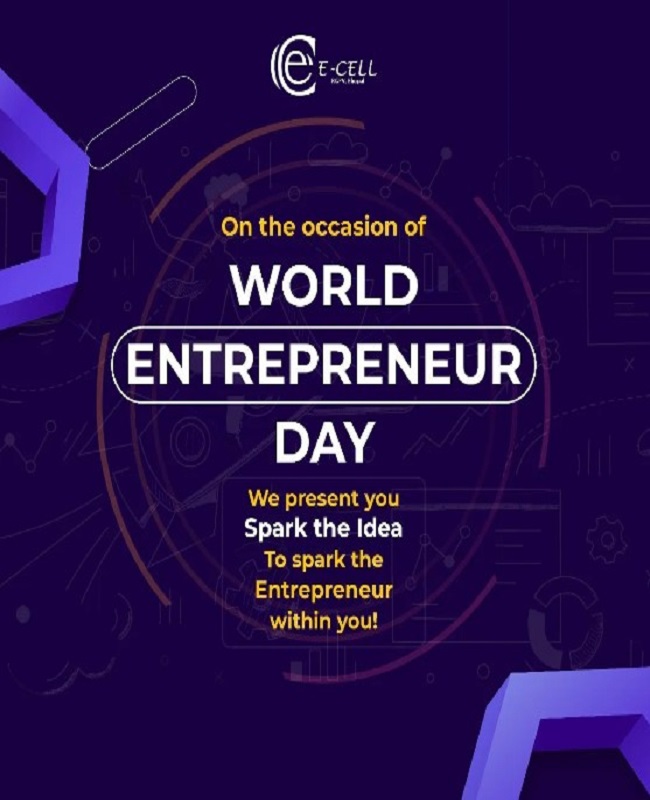 e E-CELL
On the occasion of
WORLD
ENTREPRENEUR
DAY
We present you
Spark the Idea
To spark the
Entrepreneur
within you!